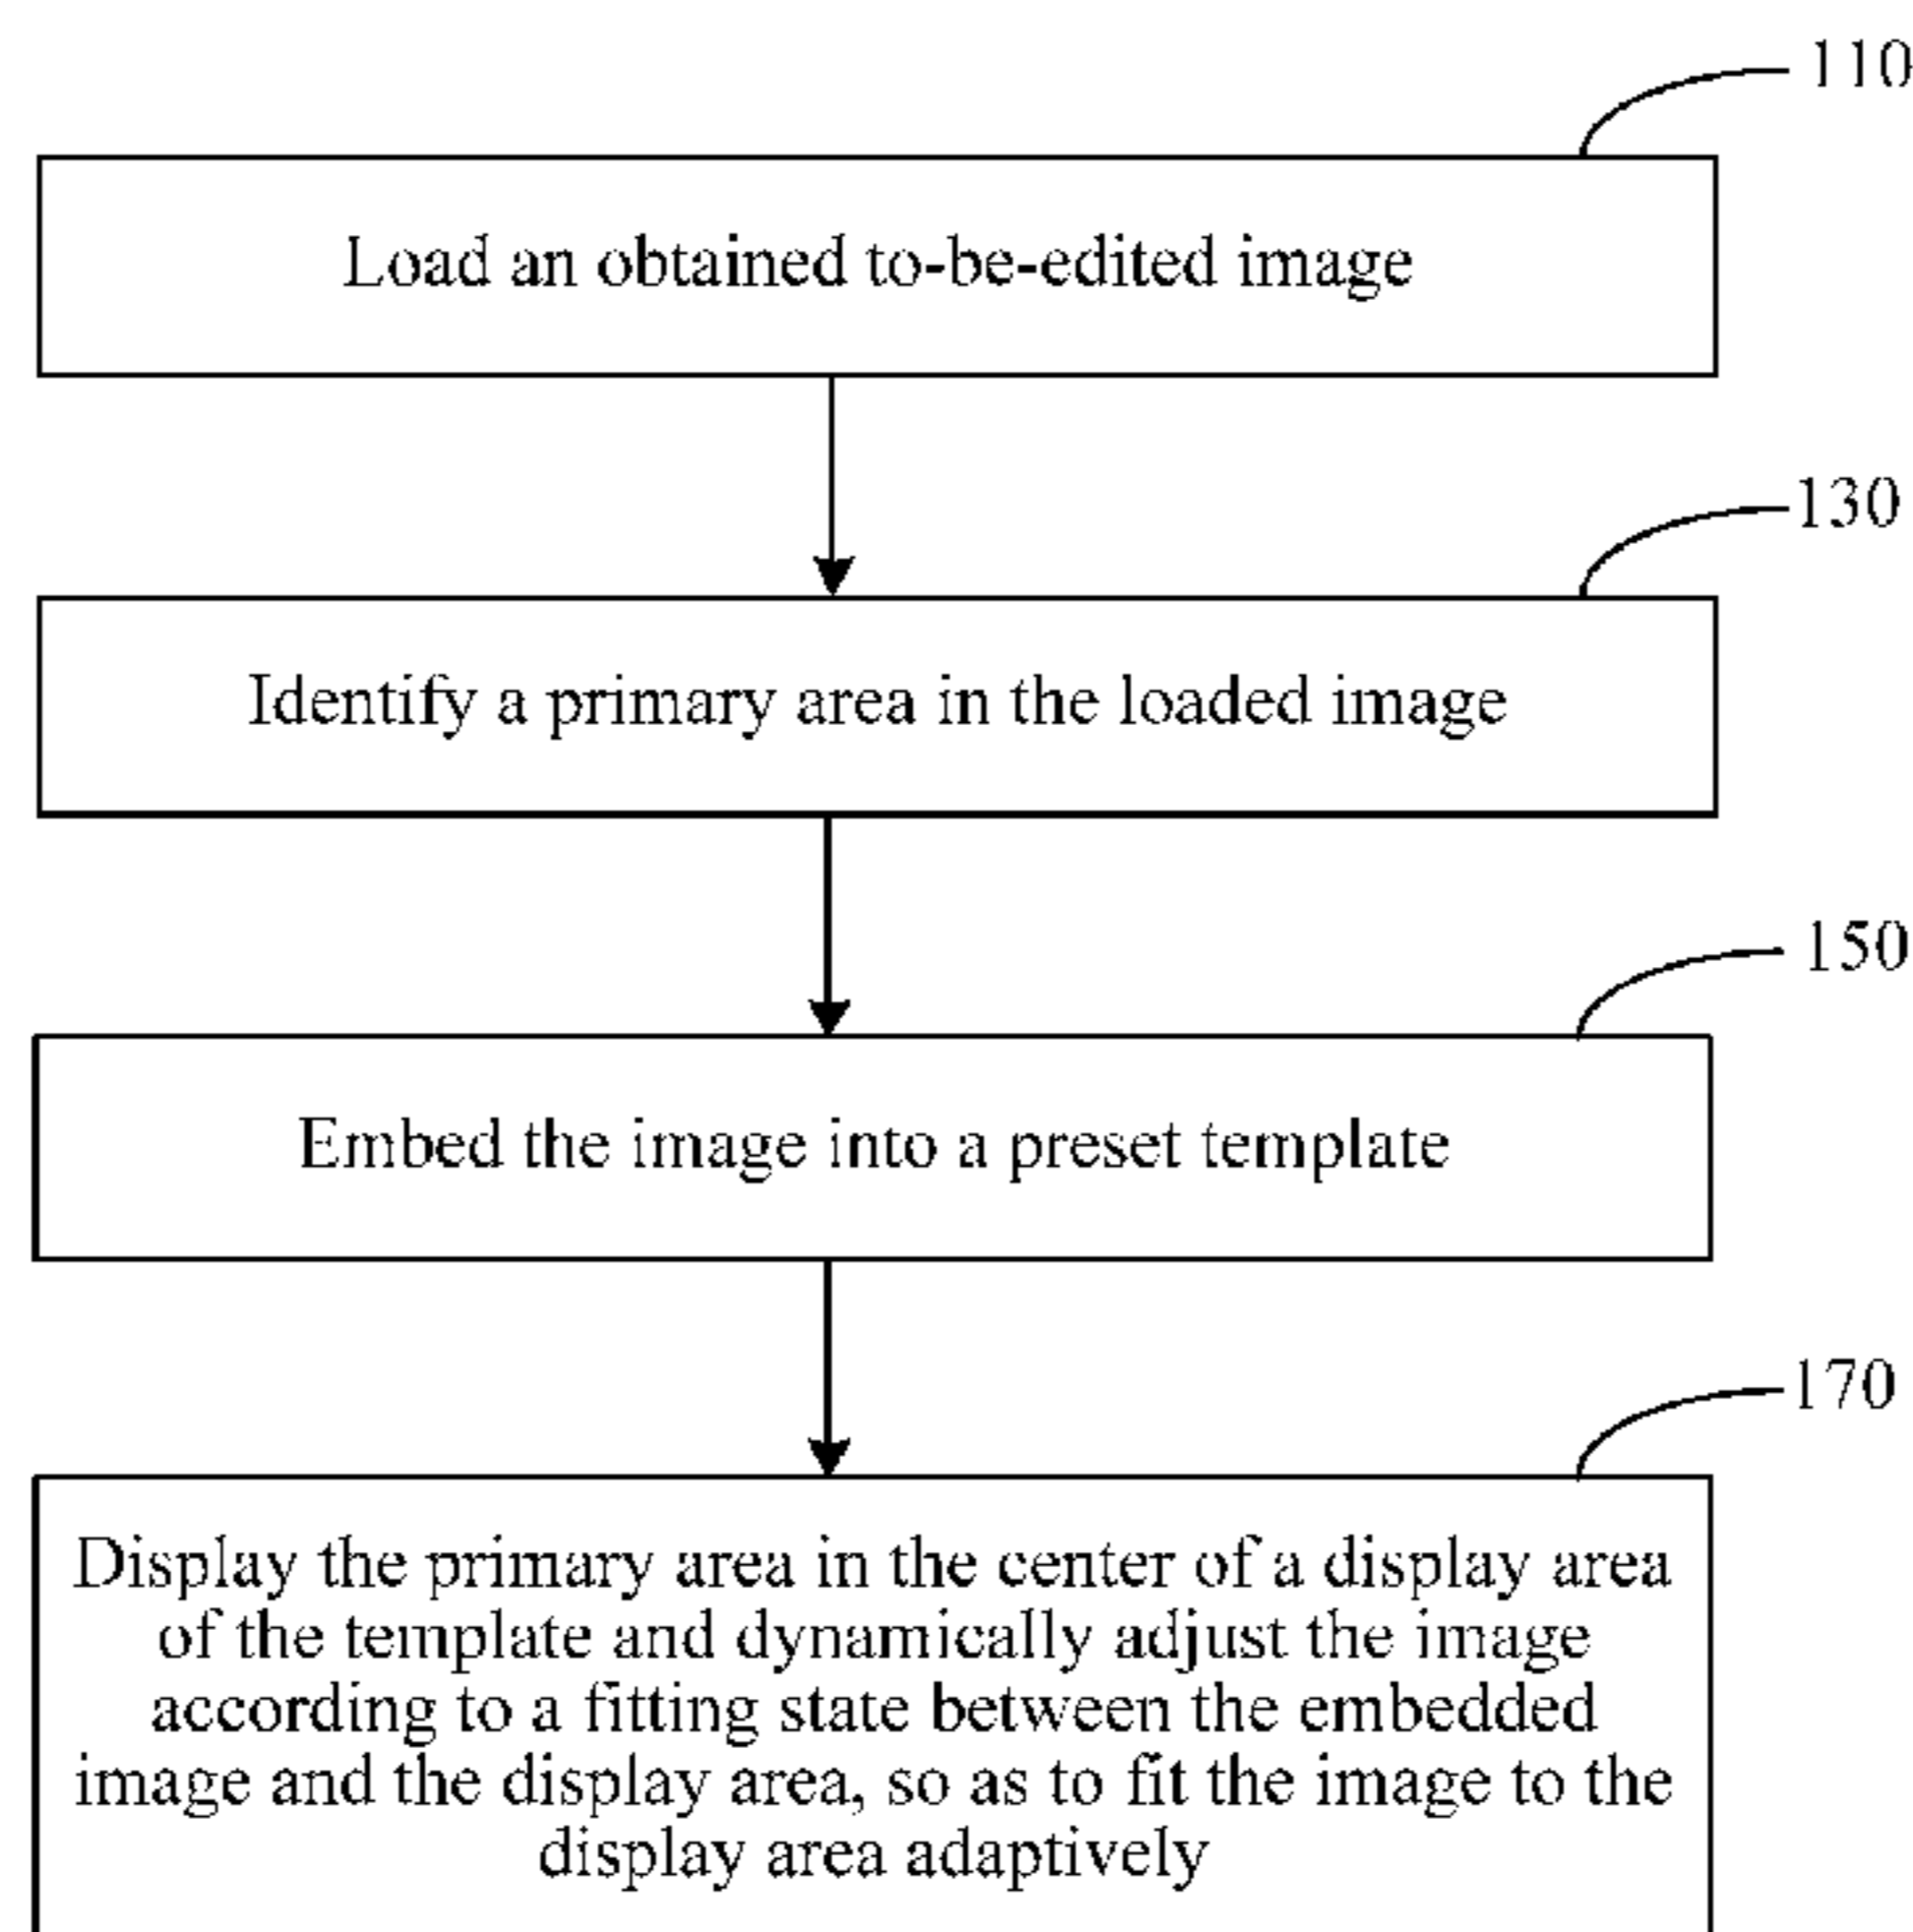 110
Load an obtained to-be-edited image
130
Identify a primary area in the loaded image
150
Embed the image into a preset template
170
Display the primary area in the center of a display area
of the template and dynamically adjust the image
according to a fitting state between the embedded
image and the display area, so as to fit the image to the
display area adaptively